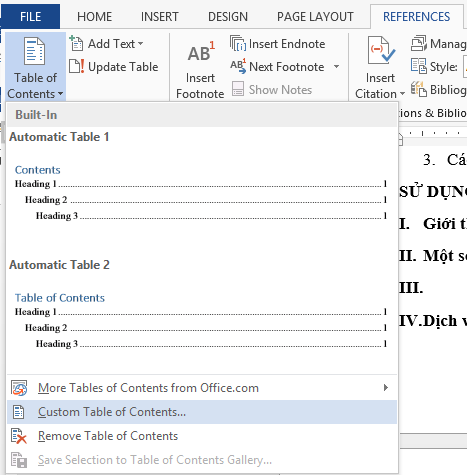 FILE HOME INSERT DESIGN PAGE LAYOUT REFERENCES
Table of Contents
Add Text
Update Table
AB1
Insert Footnote
Insert Endnote
AB1 Next Footnote
Show Notes
Insert Citation
Manag
Style:
Bibliog
ons & Biblio
Built-In
Automatic Table 1
Contents
Heading 1 1
Heading 2 1
Heading 3 1
Automatic Table 2
Table of Contents
Heading 1 1
Heading 2 1
Heading 3 1
More Tables of Contents from Office.com
Custom Table of Contents...
Remove Table of Contents
Save Selection to Table of Contents Gallery...
3. Cá
SỬ DỤNG
I. Giới t
II. Một số
III.
IV.Dịch v